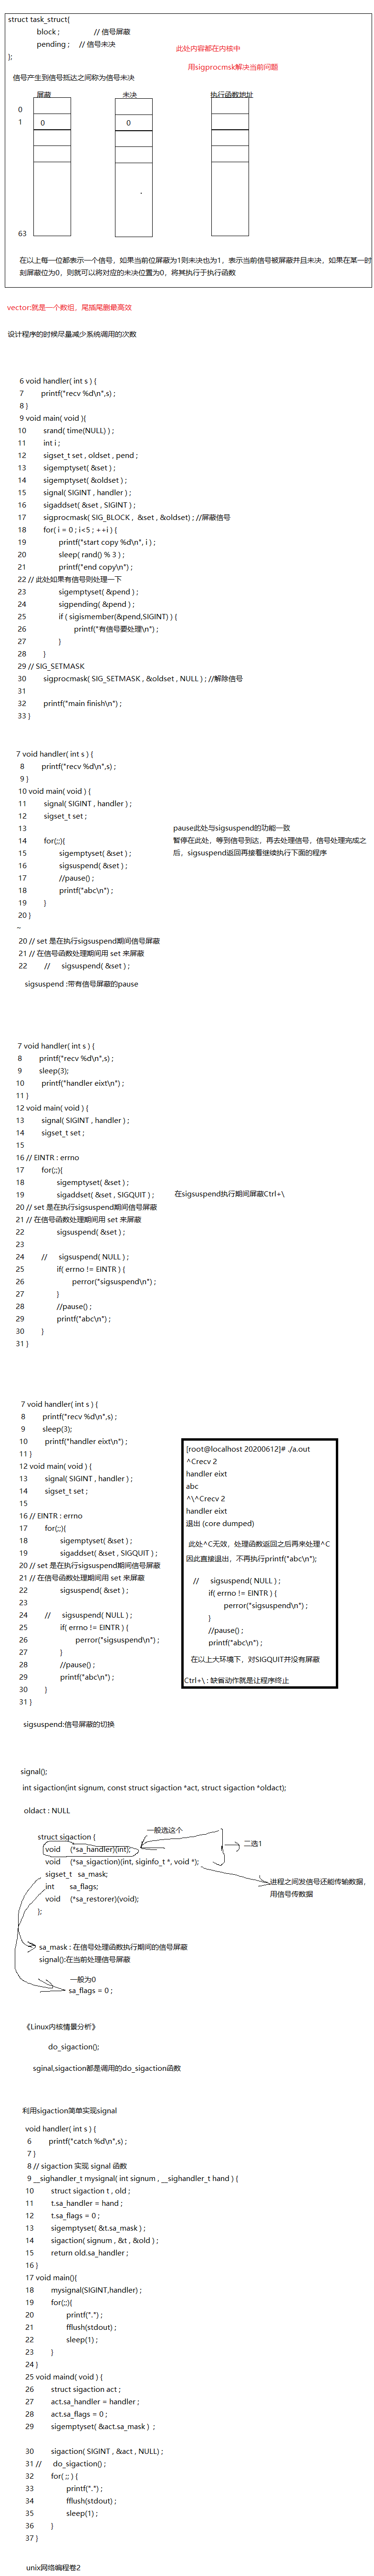 struct task_struct{
block ; // 信号屏蔽
pending ; // 信号未决
};
此处内容都在内核中
用sigprocmsk解决当前问题
信号产生到信号抵达之间称为信号未决
屏蔽 未决 执行函数地址
0
1 0 0
63
在以上每一位都表示一个信号，如果当前位屏蔽为1则未决也为1，表示当前信号被屏蔽并且未决，如果在某一时
刻屏蔽位为0，则就可以将对应的未决位置为0，将其执行于执行函数
vector:就是一个数组，尾插尾删最高效
设计程序的时候尽量减少系统调用的次数
6 void handler( int s ) {
7 printf("recv %d\n",s) ;
8 }
9 void main( void ){
10 srand( time(NULL) ) ;
11 int i ;
12 sigset_t set , oldset , pend ;
13 sigemptyset( &set ) ;
14 sigemptyset( &oldset ) ;
15 signal( SIGINT , handler ) ;
16 sigaddset( &set , SIGINT ) ;
17 sigprocmask( SIG_BLOCK , &set , &oldset) ; //屏蔽信号
18 for( i = 0 ; i<5 ; ++i ) {
19 printf("start copy %d\n", i ) ;
20 sleep( rand() % 3 ) ;
21 printf("end copy\n") ;
22 // 此处如果有信号则处理一下
23 sigemptyset( &pend ) ;
24 sigpending( &pend ) ;
25 if ( sigismember(&pend,SIGINT) ) {
26 printf("有信号要处理\n") ;
27 }
28 }
29 // SIG_SETMASK
30 sigprocmask( SIG_SETMASK , &oldset , NULL ) ; //解除信号
31
32 printf("main finish\n") ;
33 }
7 void handler( int s ) {
8 printf("recv %d\n",s) ;
9 }
10 void main( void ) {
11 signal( SIGINT , handler ) ;
12 sigset_t set ;
13
14 for(;;){
15 sigemptyset( &set ) ;
16 sigsuspend( &set ) ;
17 //pause() ;
18 printf("abc\n") ;
19 }
20 }
~
pause此处与sigsuspend的功能一致
暂停在此处，等到信号到达，再去处理信号，信号处理完成之
后，sigsuspend返回再接着继续执行下面的程序
20 // set 是在执行sigsuspend期间信号屏蔽
21 // 在信号函数处理期间用 set 来屏蔽
22 // sigsuspend( &set ) ;
sigsuspend :带有信号屏蔽的pause
7 void handler( int s ) {
8 printf("recv %d\n",s) ;
9 sleep(3);
10 printf("handler eixt\n") ;
11 }
12 void main( void ) {
13 signal( SIGINT , handler ) ;
14 sigset_t set ;
15
16 // EINTR : errno
17 for(;;){
18 sigemptyset( &set ) ;
19 sigaddset( &set , SIGQUIT ) ;
在sigsuspend执行期间屏蔽Ctrl+\
20 // set 是在执行sigsuspend期间信号屏蔽
21 // 在信号函数处理期间用 set 来屏蔽
22 sigsuspend( &set ) ;
23
24 // sigsuspend( NULL ) ;
25 if( errno != EINTR ) {
26 perror("sigsuspend\n") ;
27 }
28 //pause() ;
29 printf("abc\n") ;
30 }
31 }
7 void handler( int s ) {
8 printf("recv %d\n",s) ;
9 sleep(3);
10 printf("handler eixt\n") ;
11 }
12 void main( void ) {
13 signal( SIGINT , handler ) ;
14 sigset_t set ;
15
16 // EINTR : errno
17 for(;;){
18 sigemptyset( &set ) ;
19 sigaddset( &set , SIGQUIT ) ;
20 // set 是在执行sigsuspend期间信号屏蔽
21 // 在信号函数处理期间用 set 来屏蔽
22 sigsuspend( &set ) ;
23
24 // sigsuspend( NULL ) ;
25 if( errno != EINTR ) {
26 perror("sigsuspend\n") ;
27 }
28 //pause() ;
29 printf("abc\n") ;
30 }
31 }
[root@localhost 20200612]# ./a.out
^Crecv 2
handler eixt
abc
^\^Crecv 2
handler eixt
退出 (core dumped)
此处^C无效，处理函数返回之后再来处理^C
因此直接退出，不再执行printf("abc\n");
// sigsuspend( NULL ) ;
if( errno != EINTR ) {
perror("sigsuspend\n") ;
}
//pause() ;
printf("abc\n") ;
在以上大环境下，对SIGQUIT并没有屏蔽
Ctrl+\ : 缺省动作就是让程序终止
sigsuspend:信号屏蔽的切换
signal();
int sigaction(int signum, const struct sigaction *act, struct sigaction *oldact);
oldact : NULL
一般选这个
struct sigaction {
void (*sa_handler)(int);
二选1
void (*sa_sigaction)(int, siginfo_t *, void *);
sigset_t sa_mask;
int sa_flags;
void (*sa_restorer)(void);
};
进程之间发信号还能传输数据，
用信号传数据
sa_mask : 在信号处理函数执行期间的信号屏蔽
signal():在当前处理信号屏蔽
一般为0
sa_flags = 0 ;
《Linux内核情景分析》
do_sigaction();
sginal,sigaction都是调用的do_sigaction函数
利用sigaction简单实现signal
void handler( int s ) {
6 printf("catch %d\n",s) ;
7 }
8 // sigaction 实现 signal 函数
9 __sighandler_t mysignal( int signum , __sighandler_t hand ) {
10 struct sigaction t , old ;
11 t.sa_handler = hand ;
12 t.sa_flags = 0 ;
13 sigemptyset( &t.sa_mask ) ;
14 sigaction( signum , &t , &old ) ;
15 return old.sa_handler ;
16 }
17 void main(){
18 mysignal(SIGINT,handler) ;
19 for(;;){
20 printf(".") ;
21 fflush(stdout) ;
22 sleep(1) ;
23 }
24 }
25 void maind( void ) {
26 struct sigaction act ;
27 act.sa_handler = handler ;
28 act.sa_flags = 0 ;
29 sigemptyset( &act.sa_mask ) ;
30 sigaction( SIGINT , &act , NULL) ;
31 // do_sigaction() ;
32 for( ;; ) {
33 printf(".") ;
34 fflush(stdout) ;
35 sleep(1) ;
36 }
37 }
unix网络编程卷2